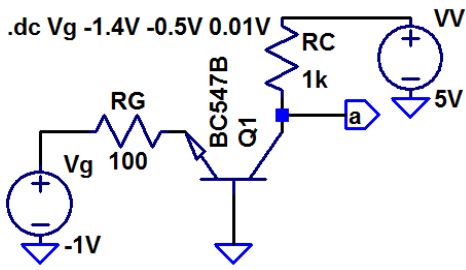 .dc Vg -1.4V -0.5V 0.01V
VV
RC
1k
BC547B
Q1
a
5V
RG
100
Vg
-1V